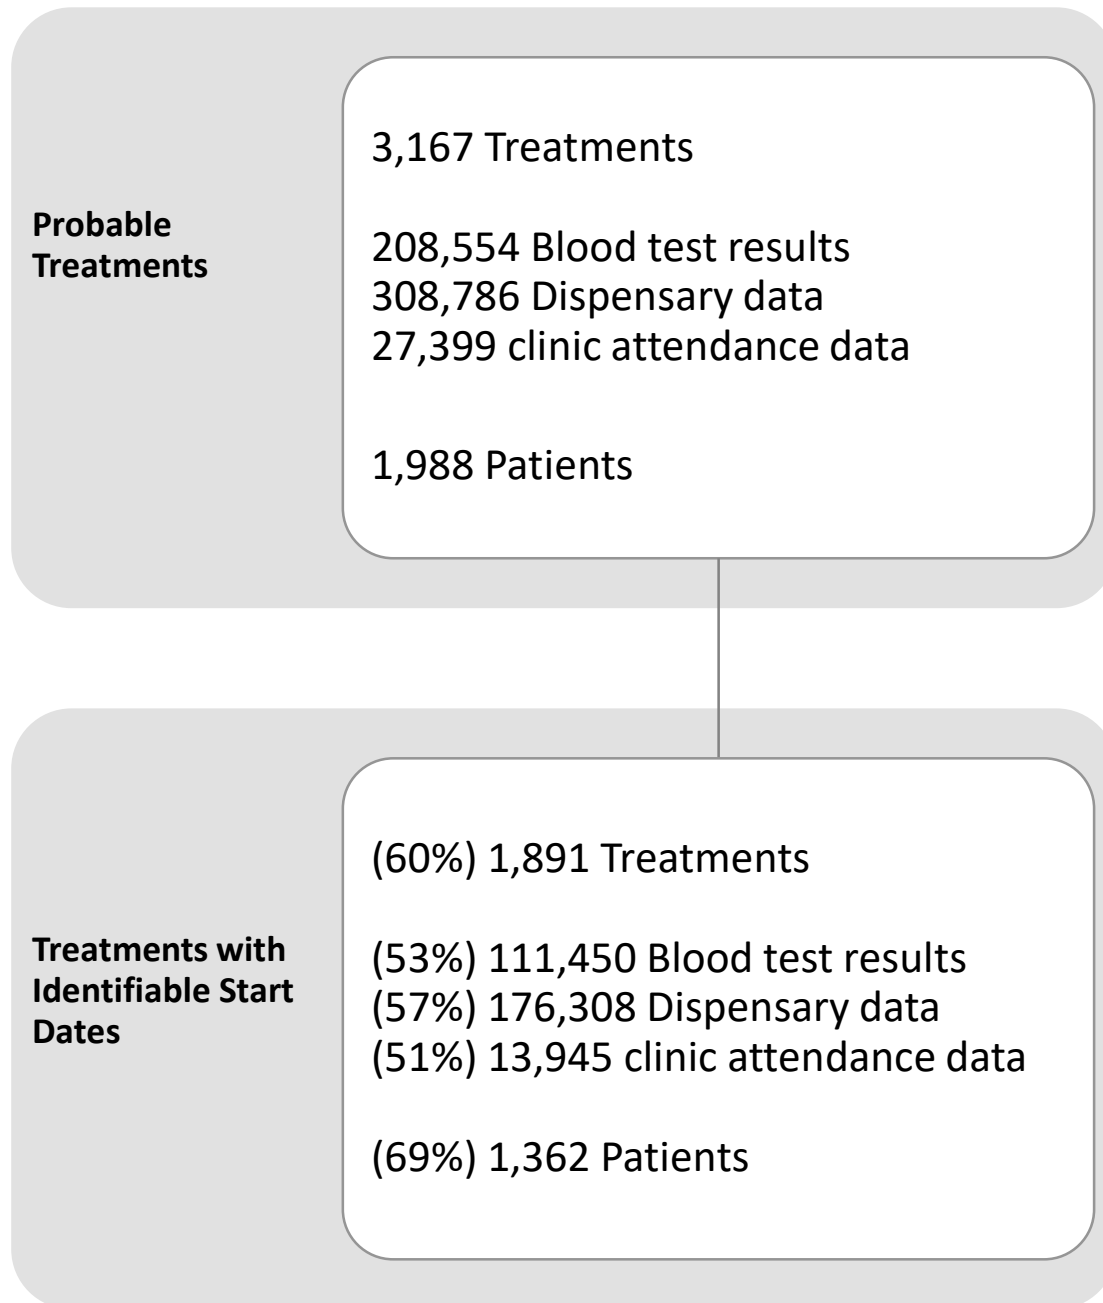 Probable
Treatments
3,167 Treatments
208,554 Blood test results
308,786 Dispensary data
27,399 clinic attendance data
1,988 Patients
Treatments with
Identifiable Start
Dates
(60%) 1,891 Treatments
(53%) 111,450 Blood test results
(57%) 176,308 Dispensary data
(51%) 13,945 clinic attendance data
(69%) 1,362 Patients